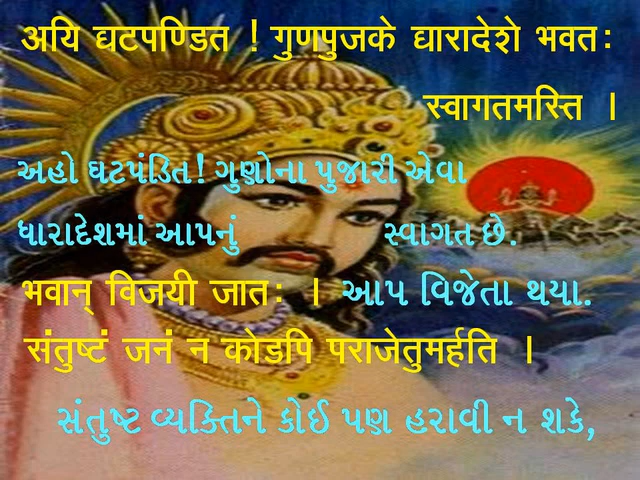 अयि घटपण्डित ! गुणपुजके धारादेशे भवतः
स्वागतमस्ति ।
અહો ઘટપંડિત! ગુણોના પુજારી એવા
ધારાદેશમાં આપનું સ્વાગત છે.
भवान् विजयी जातः । આપ વિજેતા થયા.
संतुष्टं जनं न कोडपि पराजेतुमर्हति ।
સંતુષ્ટ વ્યક્તિને કોઈ પણ હરાવી ન શકે,